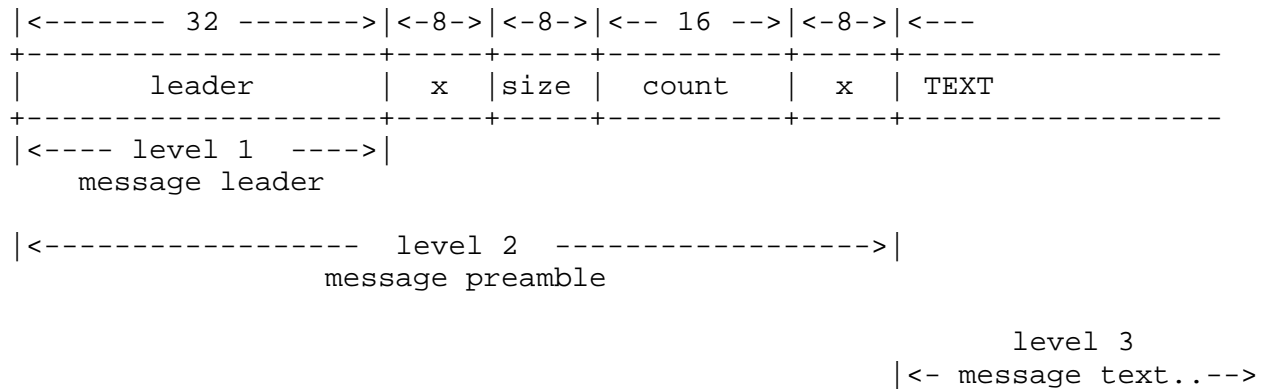 |<------- 32 ------->|<-8->|<-8->|<-- 16 -->|<-8->|<---
+--------------------+-----+-----+----------+-----+------------------
|       leader       |  x  |size |  count   |  x  | TEXT
+--------------------+-----+-----+----------+-----+------------------
|<---- level 1  ---->|
message leader
|<------------------  level 2  ------------------>|
message preamble
level 3
|<- message text..-->